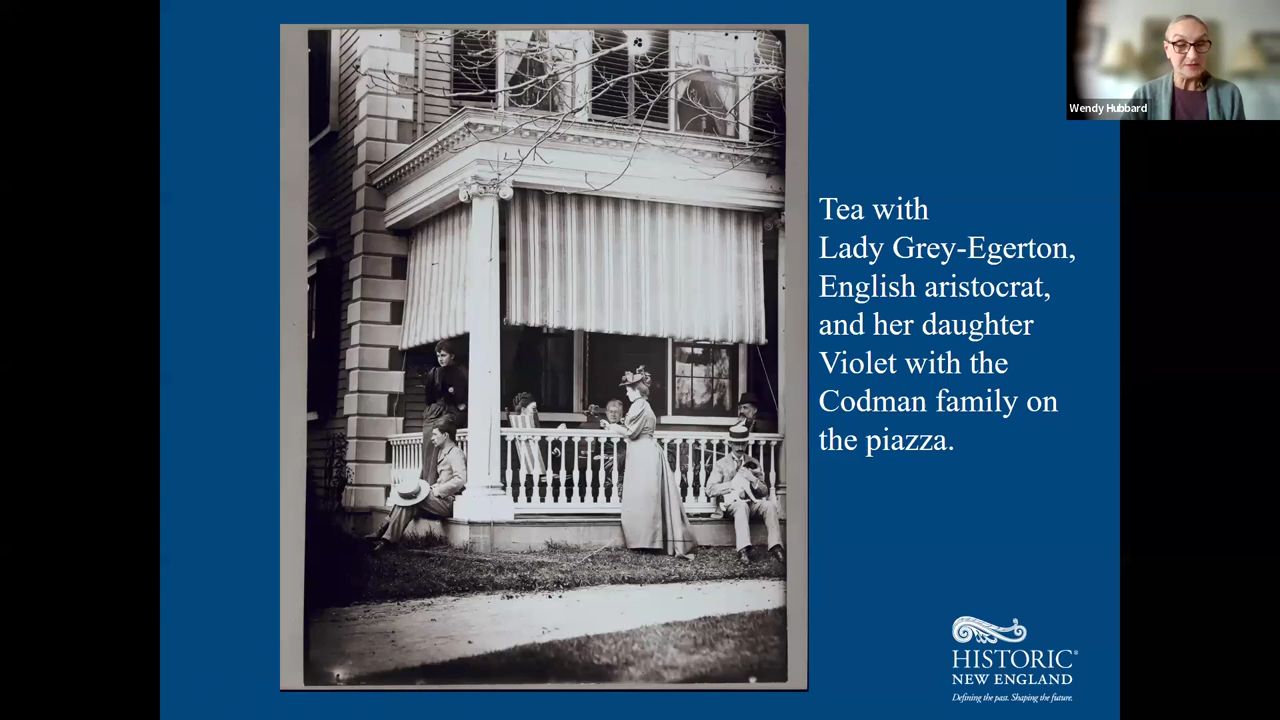 Wendy Hubbard
Tea with
Lady Grey-Egerton,
English aristocrat,
and her daughter
Violet with the
Codman family on
the piazza.
HISTORIC®
NEW ENGLAND
Defining the past. Shaping the future.